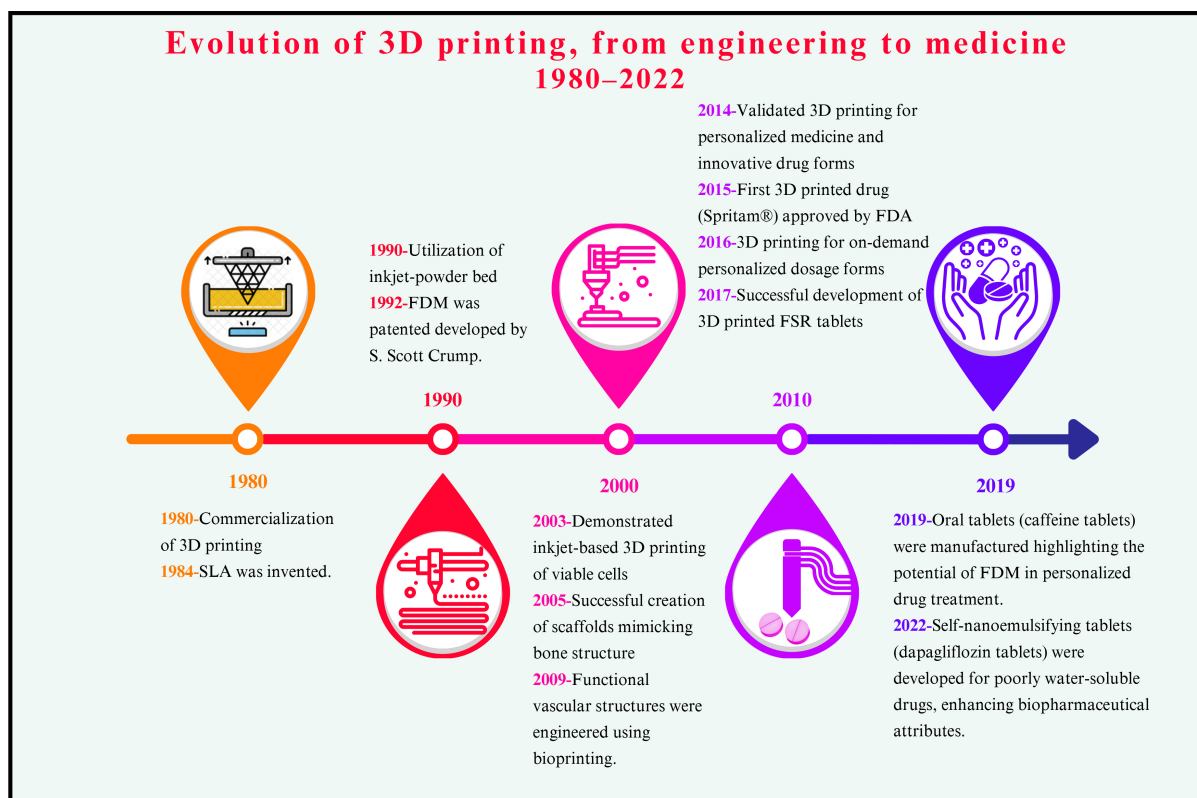 Evolution of 3D printing, from engineering to medicine
1980–2022
1980
1980-Commercialization
of 3D printing
1984-SLA was invented.
1990-Utilization of
inkjet-powder bed
1992-FDM was
patented developed by
S. Scott Crump.
1990
2000
2003-Demonstrated
inkjet-based 3D printing
of viable cells
2005-Successful creation
of scaffolds mimicking
bone structure
2009-Functional
vascular structures were
engineered using
bioprinting.
2014-Validated 3D printing for
personalized medicine and
innovative drug forms
2015-First 3D printed drug
(Spritam®) approved by FDA
2016-3D printing for on-demand
personalized dosage forms
2017-Successful development of
3D printed FSR tablets
2010
2019
2019-Oral tablets (caffeine tablets)
were manufactured highlighting the
potential of FDM in personalized
drug treatment.
2022-Self-nanoemulsifying tablets
(dapagliflozin tablets) were
developed for poorly water-soluble
drugs, enhancing biopharmaceutical
attributes.